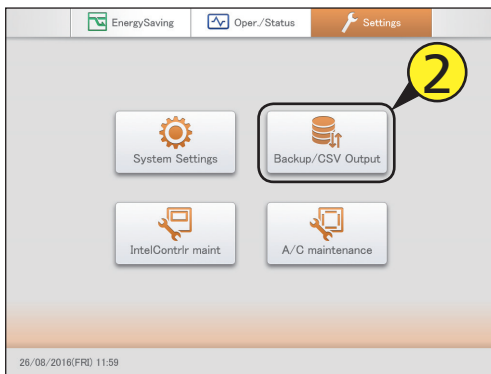 EnergySaving
Oper./Status
Settings
2
System Settings
Backup/CSV Output
IntelContrlr maint
A/C maintenance
26/08/2016(FRI) 11:59